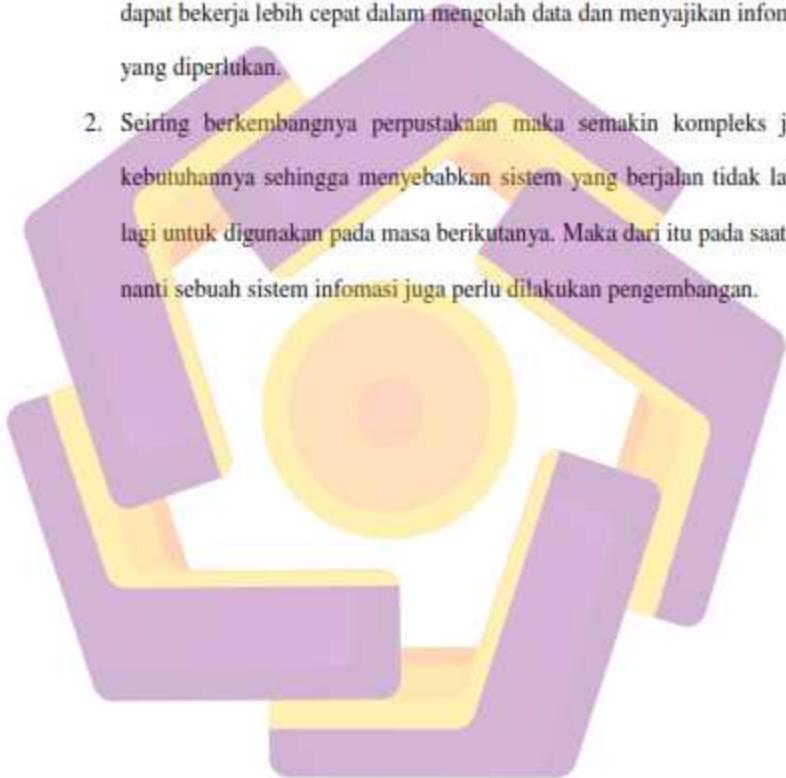 dapat bekerja lebih cepat dalam mengolah data dan menyajikan infor
yang diperlukan.
2. Seiring berkembangnya perpustakaan maka semakin kompleks j
kebutuhannya sehingga menyebabkan sistem yang berjalan tidak la
lagi untuk digunakan pada masa berikutanya. Maka dari itu pada saat
nanti sebuah sistem infomasi juga perlu dilakukan pengembangan.